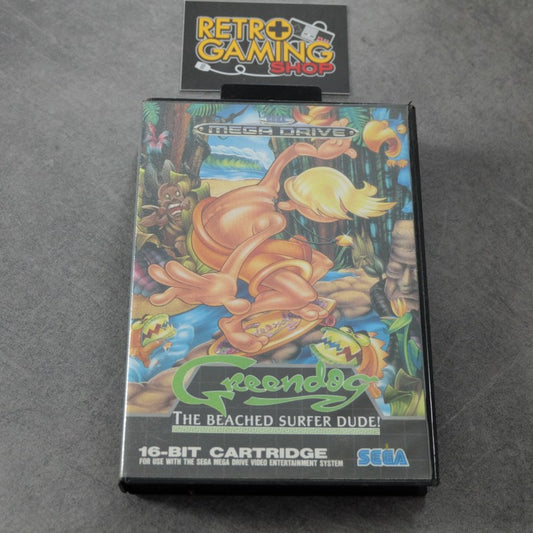 RETRO
GAMING
SHOP
MEGA DRIVE
Greendog
THE BEACHED SURFER DUDE!
16-BIT CARTRIDGE
FOR USE WITH THE SEGA MEGA DRIVE VIDEO ENTERTAINMENT SYSTEM
SEGA